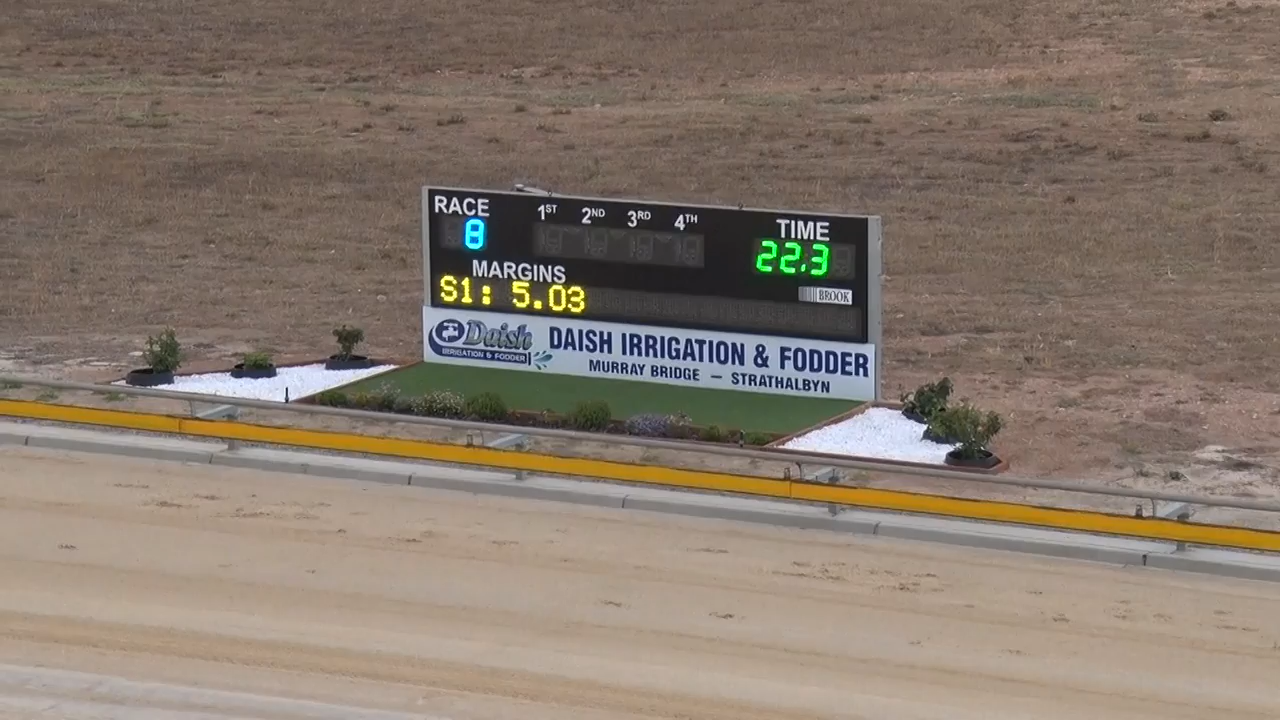 RACE 1ST 2ND 3RD 4TH TIME
8 22.3
MARGINS
S1: 5.03
BROOK
Daish
IRRIGATION & FODDER
DAISH IRRIGATION & FODDER
MURRAY BRIDGE — STRATHALBYN